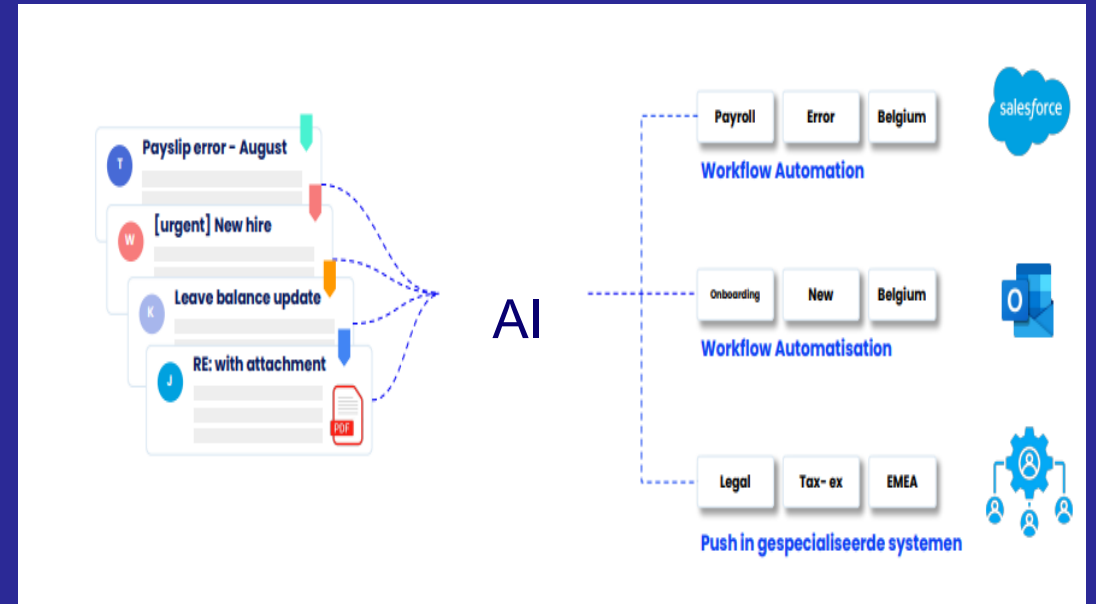 T
Payslip error - August
W
[urgent] New hire
K
Leave balance update
J
RE: with attachment
PDF
AI
Payroll Error Belgium
Workflow Automation
salesforce
Onboarding New Belgium
Workflow Automatisation
O
Legal Tax- ex EMEA
Push in gespecialiseerde systemen